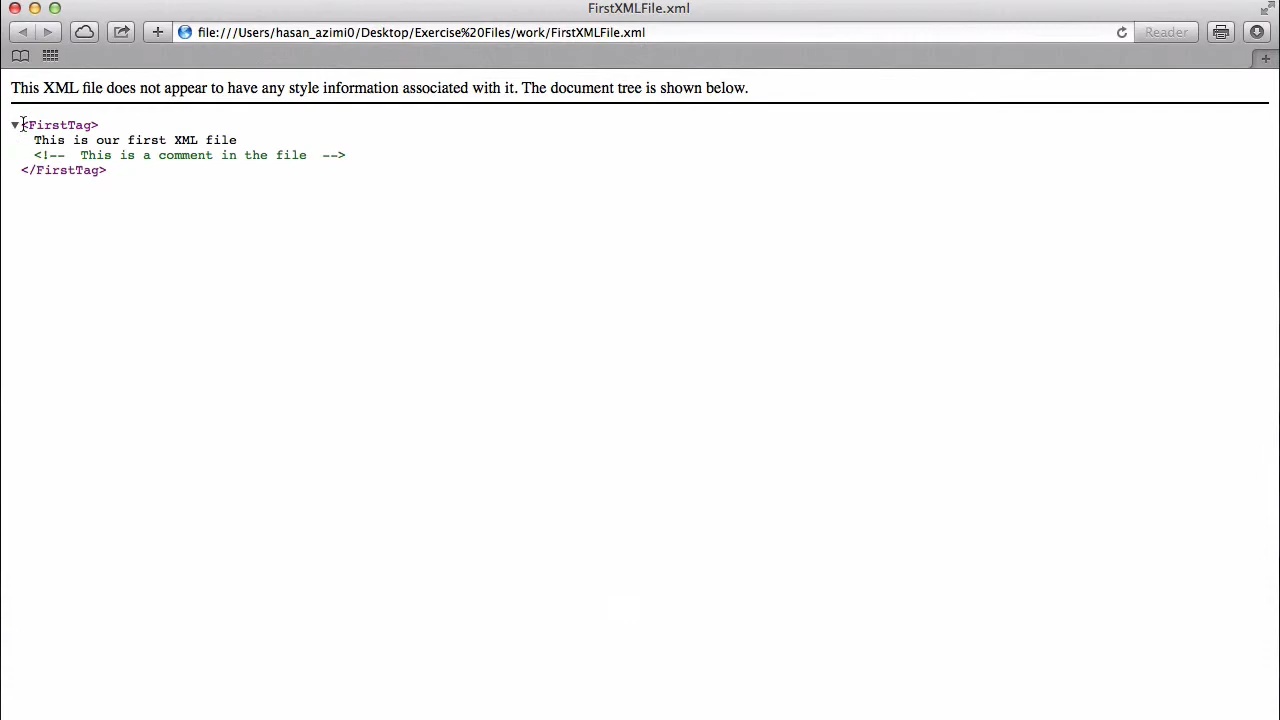 FirstXMLFile.xml
file:///Users/hasan_azimi0/Desktop/Exercise%20Files/work/FirstXMLFile.xml
Reader
This XML file does not appear to have any style information associated with it. The document tree is shown below.
<FirstTag>
This is our first XML file
<!--  This is a comment in the file  -->
</FirstTag>